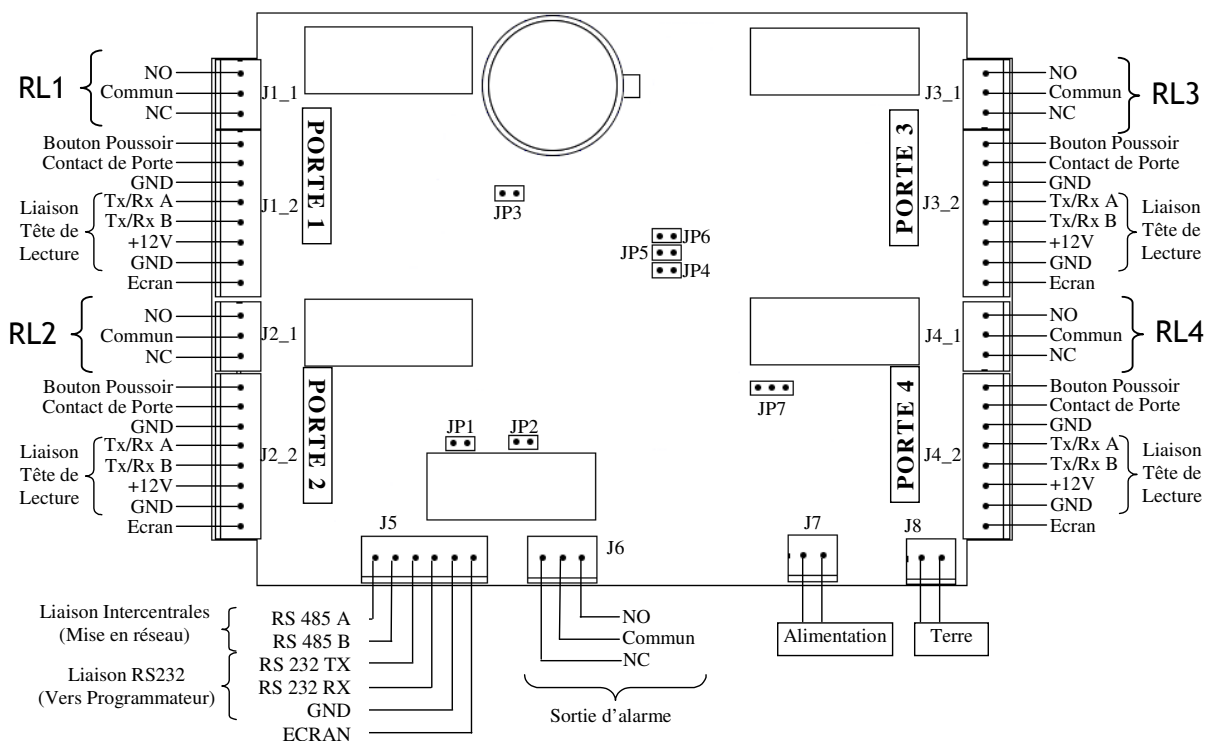 RL1
NO
Commun
NC
J1_1
Bouton Poussoir
Contact de Porte
GND
Tx/Rx A
Tx/Rx B
+12V
GND
Ecran
Liaison
Tête de
Lecture
J1_2
PORTE 1
RL2
NO
Commun
NC
J2_1
Bouton Poussoir
Contact de Porte
GND
Tx/Rx A
Tx/Rx B
+12V
GND
Ecran
Liaison
Tête de
Lecture
J2_2
PORTE 2
JP3
JP6
JP5
JP4
JP7
JP1
JP2
J3_1
NO
Commun
NC
RL3
PORTE 3
J3_2
Bouton Poussoir
Contact de Porte
GND
Tx/Rx A
Tx/Rx B
+12V
GND
Ecran
Liaison
Tête de
Lecture
J4_1
NO
Commun
NC
RL4
PORTE 4
J4_2
Bouton Poussoir
Contact de Porte
GND
Tx/Rx A
Tx/Rx B
+12V
GND
Ecran
Liaison
Tête de
Lecture
J5
J6
J7
J8
Liaison Intercentrales
(Mise en réseau)
RS 485 A
RS 485 B
Liaison RS232
(Vers Programmateur)
RS 232 TX
RS 232 RX
GND
ECRAN
NO
Commun
NC
Sortie d'alarme
Alimentation
Terre